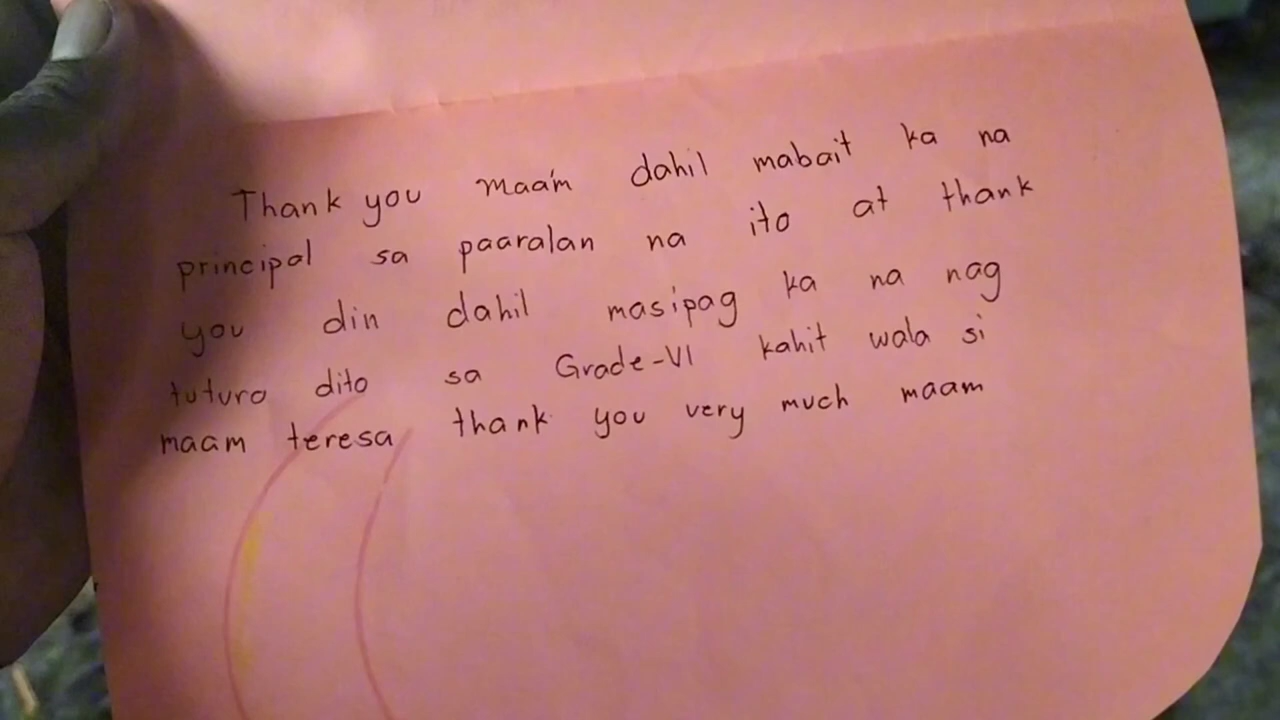 Thank you Maa'm dahil mabait ka na
principal sa paaralan na ito at thank
you din dahil masipag ka na nag
tuturo dito sa Grade-VI kahit wala si
maam teresa thank you very much maam